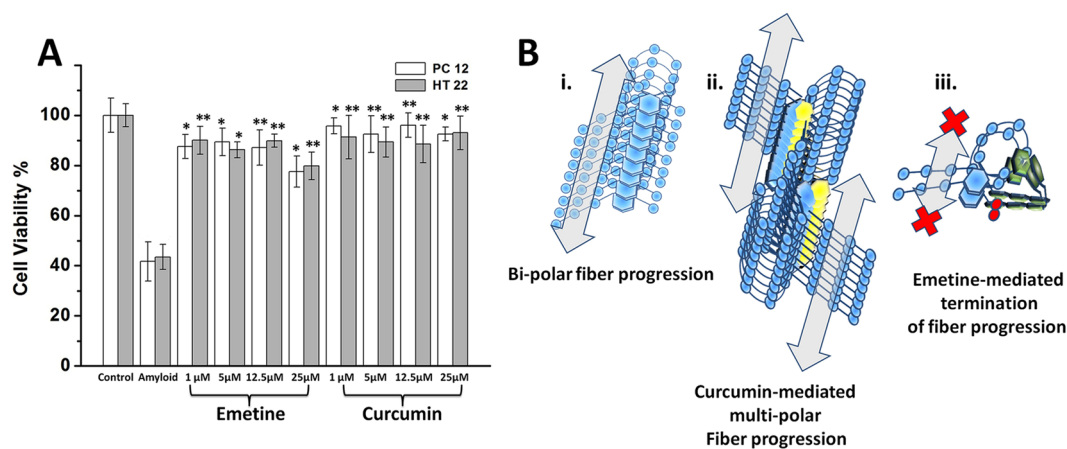 A
PC 12
HT 22
Cell Viability %
100
80
60
40
20
0
* ** * * ** ** * ** * ** * ** ** ** * **
Control Amyloid 1 μM 5μM 12.5μM 25μM 1 μM 5μM 12.5μM 25μM
Emetine Curcumin
B
i.
Bi-polar fiber progression
ii.
Curcumin-mediated
multi-polar
Fiber progression
iii.
Emetine-mediated
termination
of fiber progression